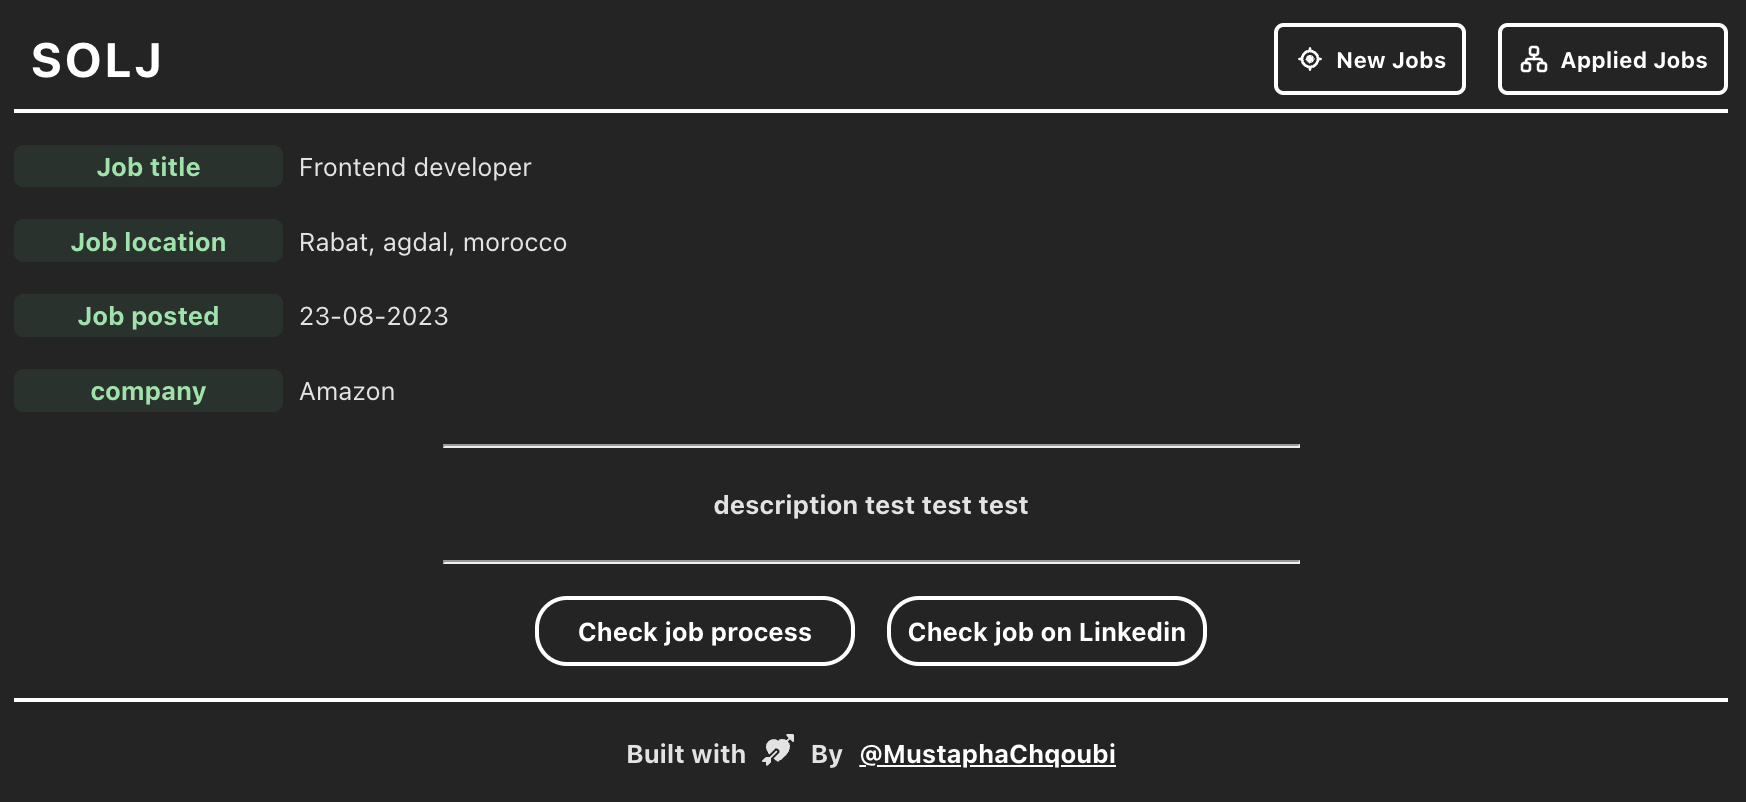 SOLJ
New Jobs
Applied Jobs
Job title Frontend developer
Job location Rabat, agdal, morocco
Job posted 23-08-2023
company Amazon
description test test test
Check job process
Check job on Linkedin
Built with By @MustaphaChqoubi